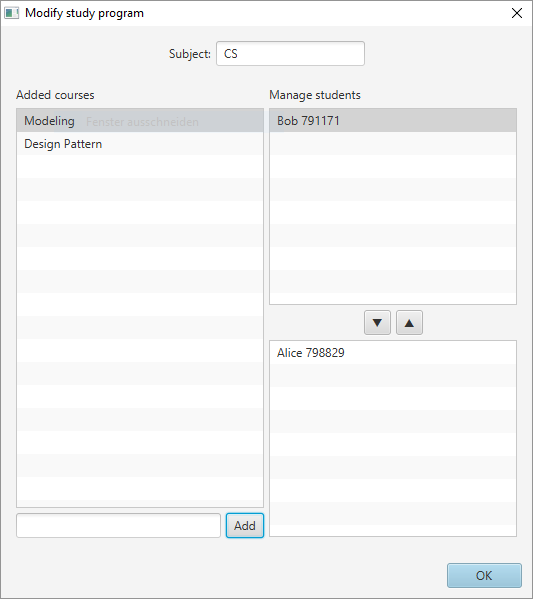 Modify study program
Subject: CS
Added courses
Modeling
Fenster ausschneiden
Design Pattern
Add
Manage students
Bob 791171
▼ ▲
Alice 798829
OK